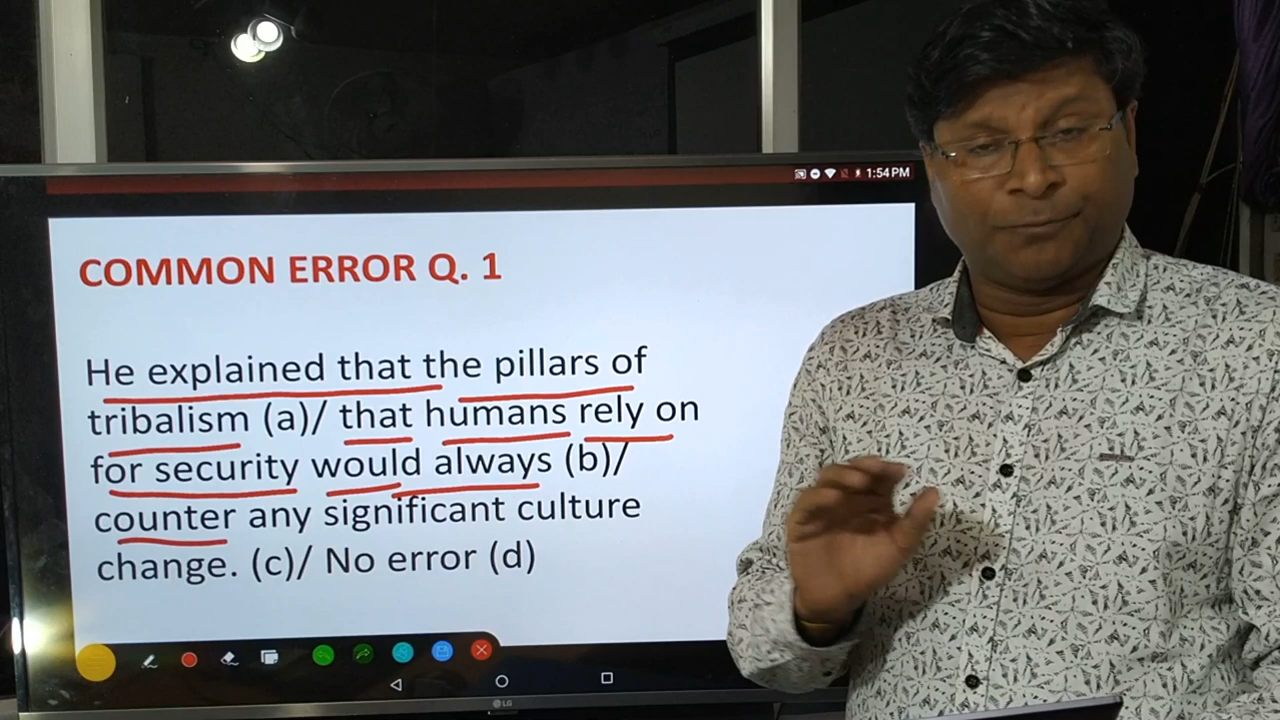 1:54 PM
COMMON ERROR Q. 1
He explained that the pillars of
tribalism (a)/ that humans rely on
for security would always (b)/
counter any significant culture
change. (c)/ No error (d)
LG